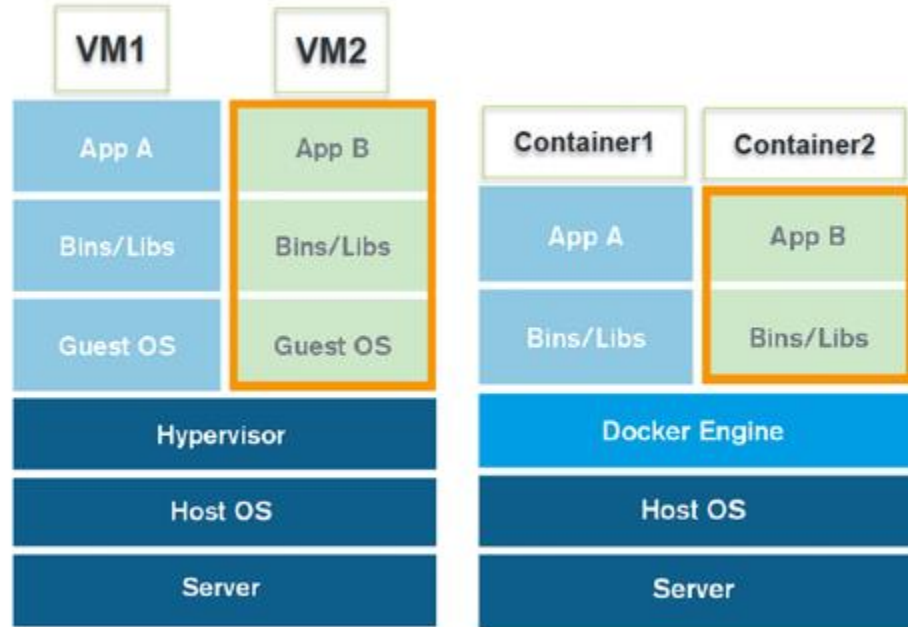 VM1 VM2
App A App B
Bins/Libs Bins/Libs
Guest OS Guest OS
Hypervisor
Host OS
Server
Container1 Container2
App A App B
Bins/Libs Bins/Libs
Docker Engine
Host OS
Server